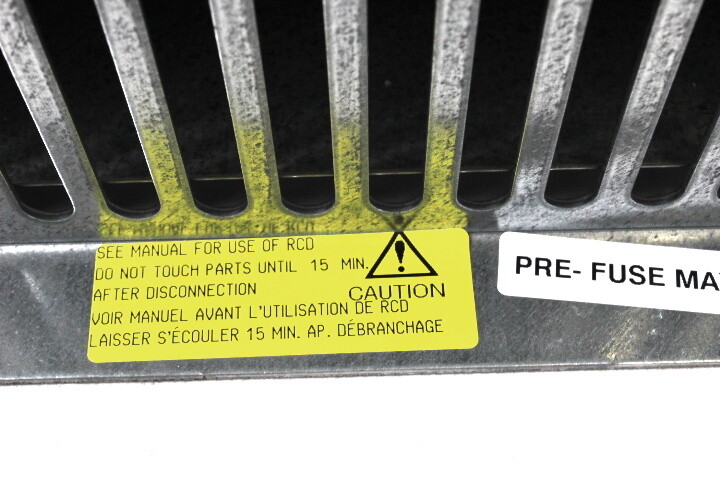 SEE MANUAL FOR USE OF RCD
DO NOT TOUCH PARTS UNTIL 15 MIN.
AFTER DISCONNECTION
CAUTION
VOIR MANUEL AVANT L'UTILISATION DE RCD
LAISSER S'ÉCOULER 15 MIN. AP. DÉBRANCHAGE
PRE- FUSE MA